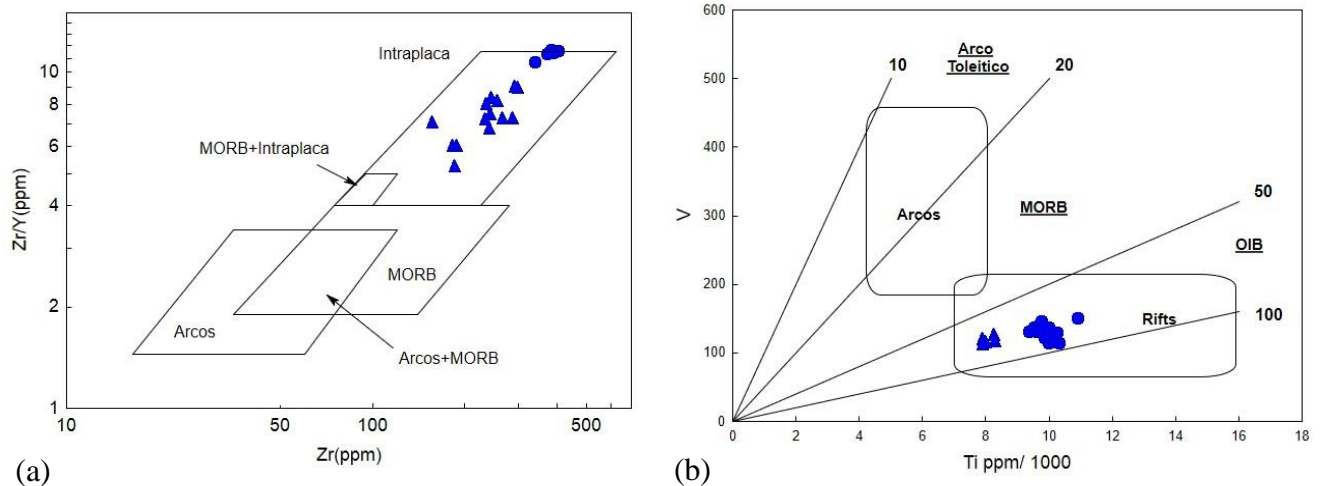 10
8
6
4
2
1
Zr/Y(ppm)
Intraplaca
MORB+Intraplaca
MORB
Arcos
Arcos+MORB
10
50
100
500
Zr(ppm)
(a)
600
500
400
300
200
100
0
V
10
Arco
Toleitico
20
Arcos
MORB
50
OIB
Rifts
100
0
2
4
6
8
10
12
14
16
18
Ti ppm/ 1000
(b)